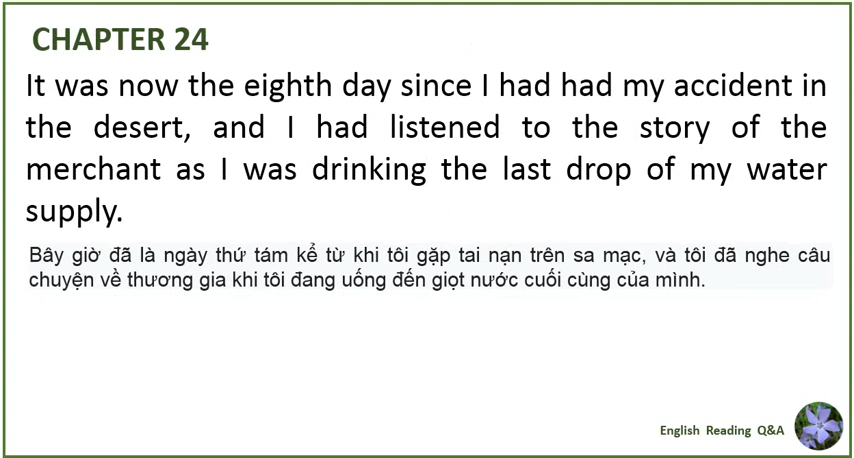 CHAPTER 24
It was now the eighth day since I had had my accident in
the desert, and I had listened to the story of the
merchant as I was drinking the last drop of my water
supply.
Bây giờ đã là ngày thứ tám kể từ khi tôi gặp tai nạn trên sa mạc, và tôi đã nghe câu
chuyện về thương gia khi tôi đang uống đến giọt nước cuối cùng của mình.
English Reading Q&A